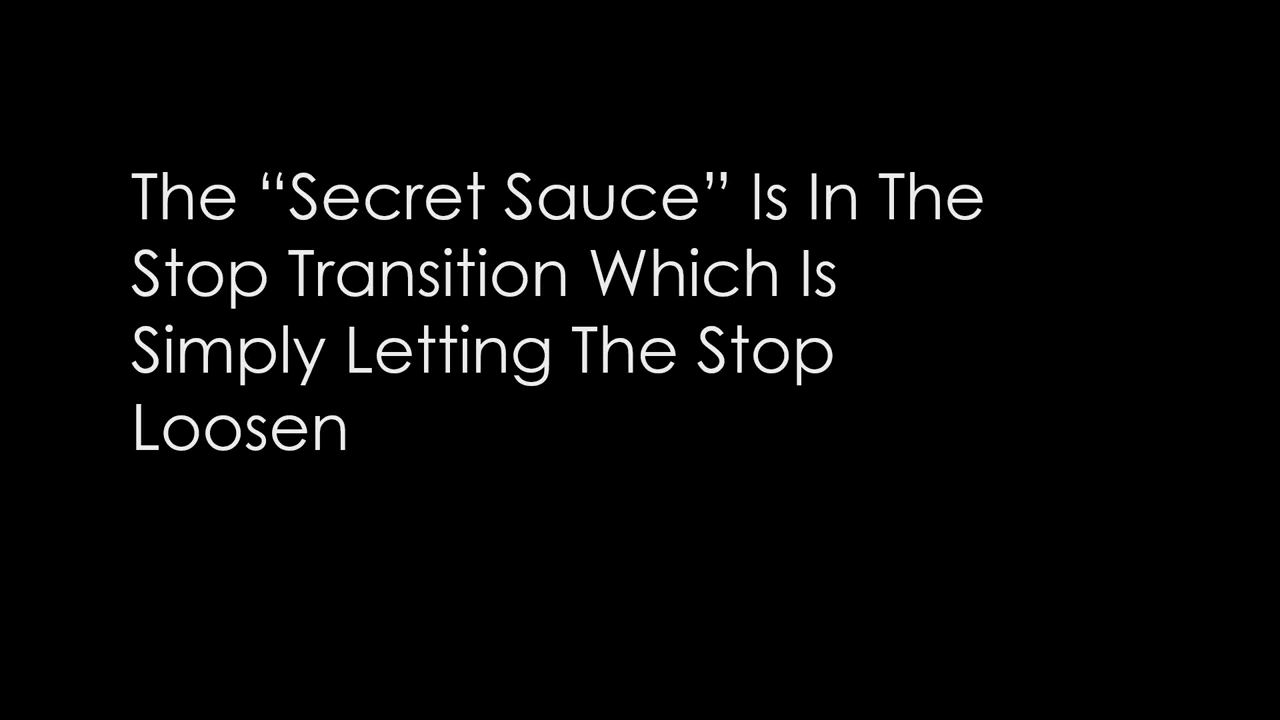 The “Secret Sauce” Is In The
Stop Transition Which Is
Simply Letting The Stop
Loosen